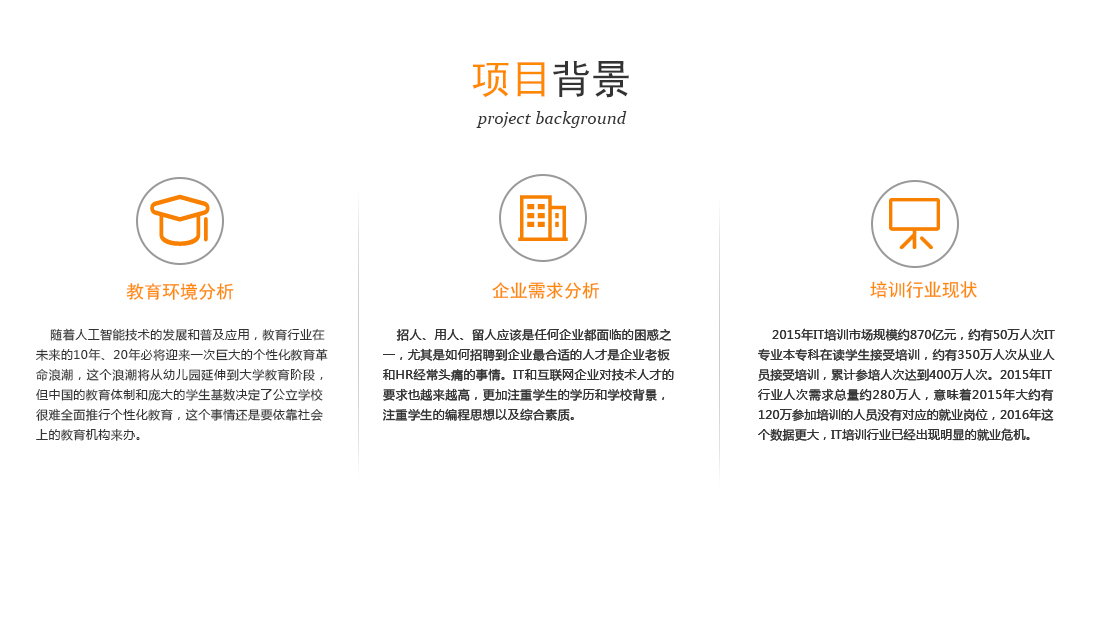 项目背景
project background
教育环境分析
随着人工智能技术的发展和普及应用，教育行业在
未来的10年、20年必将迎来一次巨大的个性化教育革
命浪潮，这个浪潮将从幼儿园延伸到大学教育阶段，
但中国的教育体制和庞大的学生基数决定了公立学校
很难全面推行个性化教育，这个事情还是要依靠社会
上的教育机构来办。
企业需求分析
招人、用人、留人应该是任何企业都面临的困惑之
一，尤其是如何招聘到企业最合适的人才是企业老板
和HR经常头痛的事情。IT和互联网企业对技术人才的
要求也越来越高，更加注重学生的学历和学校背景，
注重学生的编程思想以及综合素质。
培训行业现状
2015年IT培训市场规模约870亿元，约有50万人次IT
专业本专科在读学生接受培训，约有350万人次从业人
员接受培训，累计参培人次达到400万人次。2015年IT
行业人次需求总量约280万人，意味着2015年大约有
120万参加培训的人员没有对应的就业岗位，2016年这
个数据更大，IT培训行业已经出现明显的就业危机。